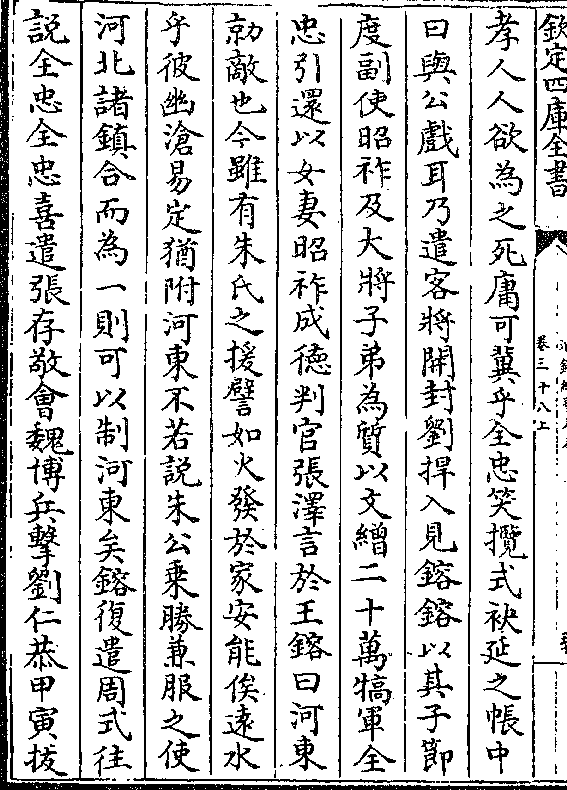 欽定四庫全書
卷三十八上
孝人人欲為之死庸可冀乎全忠笑攬式袂延之帳中
曰與公戲耳乃遣客將開封劉捍入見鎔鎔以其子節
度副使昭祚及大將子弟為質以文繒二十萬犒軍全
忠引還以女妻昭祚成徳判官張澤言於王鎔曰河東
勍敵也今雖有朱氏之援譬如火發於家安能俟遠水
乎彼幽滄易定猶附河東不若説朱公乗勝兼服之使
河北諸鎮合而為一則可以制河東矣鎔復遣周式往
説全忠全忠喜遣張存敬會魏博兵擊劉仁恭甲寅拔